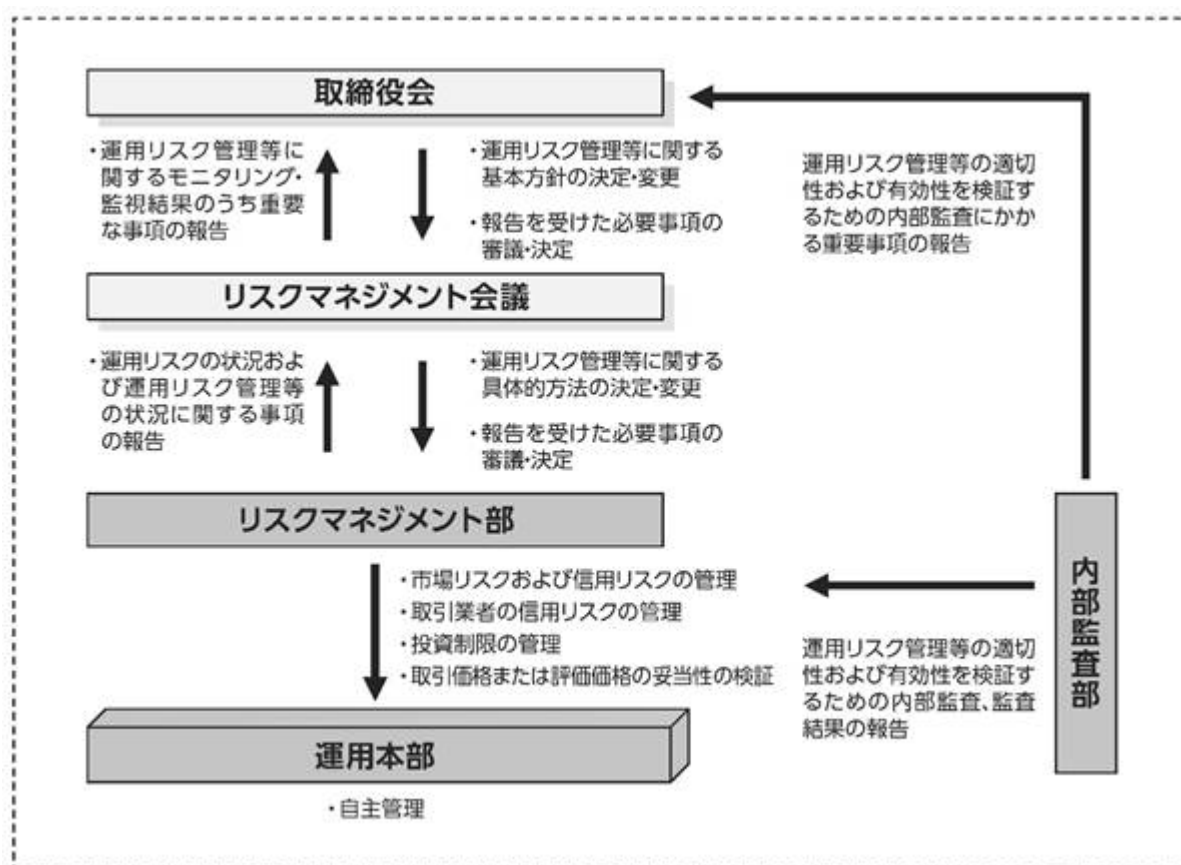 取締役会
・運用リスク管理等に
関するモニタリング・
監視結果のうち重要
な事項の報告
・運用リスク管理等に関する
基本方針の決定・変更
・報告を受けた必要事項の
審議・決定
運用リスク管理等の適切
性および有効性を検証す
るための内部監査にかか
る重要事項の報告
リスクマネジメント会議
・運用リスクの状況およ
び運用リスク管理等
の状況に関する事項
の報告
・運用リスク管理等に関する
具体的方法の決定・変更
・報告を受けた必要事項の
審議・決定
リスクマネジメント部
・市場リスクおよび信用リスクの管理
・取引業者の信用リスクの管理
・投資制限の管理
・取引価格または評価価格の妥当性の検証
運用リスク管理等の適切
性および有効性を検証す
るための内部監査、監査
結果の報告
内部監査部
運用本部
・自主管理